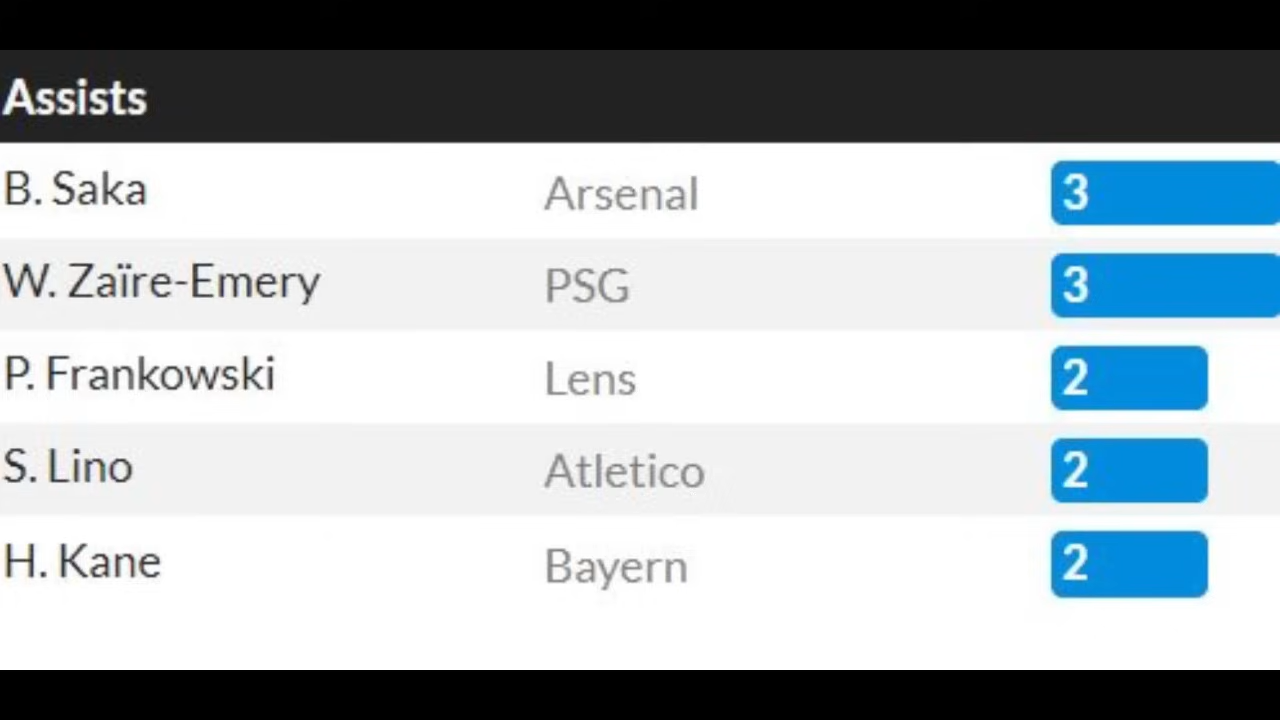 Assists
B. Saka Arsenal 3
W. Zaïre-Emery PSG 3
P. Frankowski Lens 2
S. Lino Atletico 2
H. Kane Bayern 2